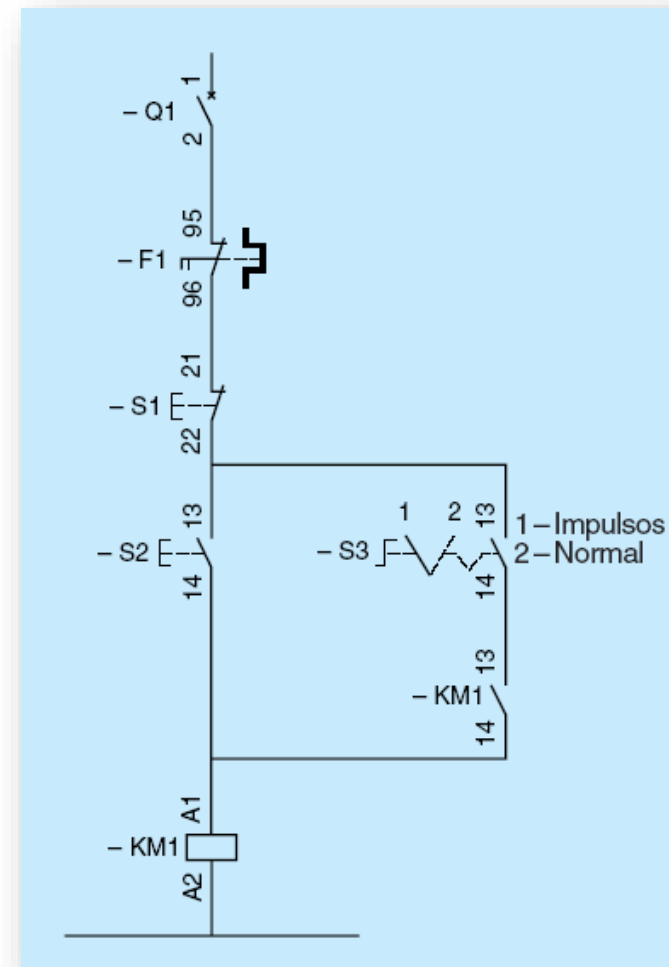 1
– Q1
2
95
– F1
96
21
– S1
22
13
– S2
14
1 2 13
– S3
14
1 – Impulsos
2 – Normal
13
– KM1
14
A1
– KM1
A2